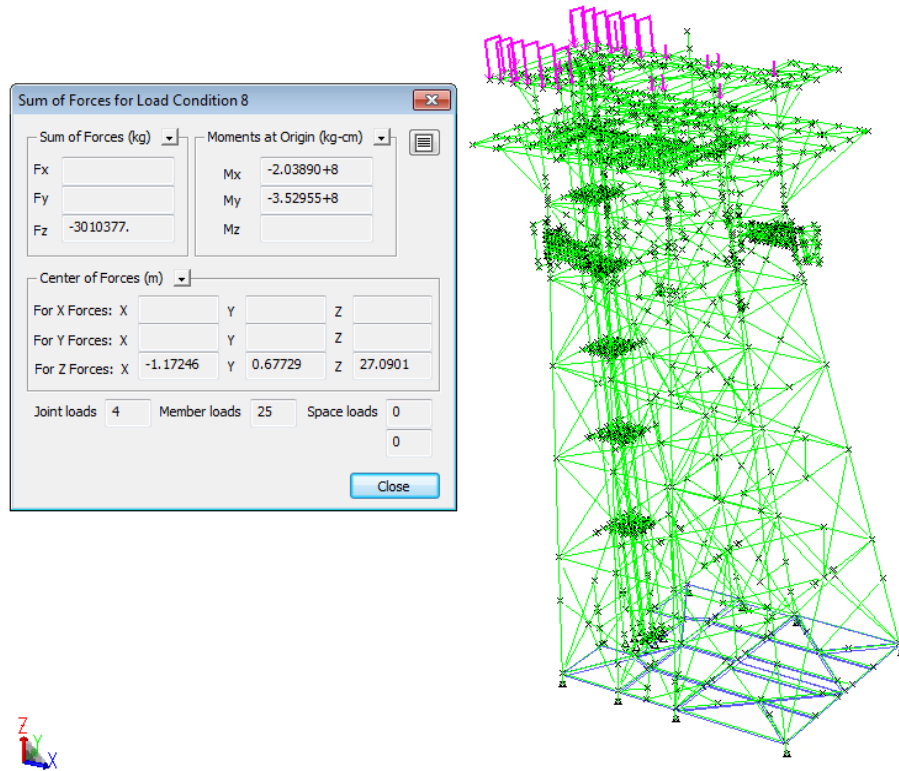 Sum of Forces for Load Condition 8
Sum of Forces (kg)
Moments at Origin (kg-cm)
Fx
Mx -2.03890+8
Fy
My -3.52955+8
Fz -3010377.
Mz
Center of Forces (m)
For X Forces: X Y Z
For Y Forces: X Y Z
For Z Forces: X -1.17246 Y 0.67729 Z 27.0901
Joint loads 4 Member loads 25 Space loads 0
0
Close
Z
Y
X